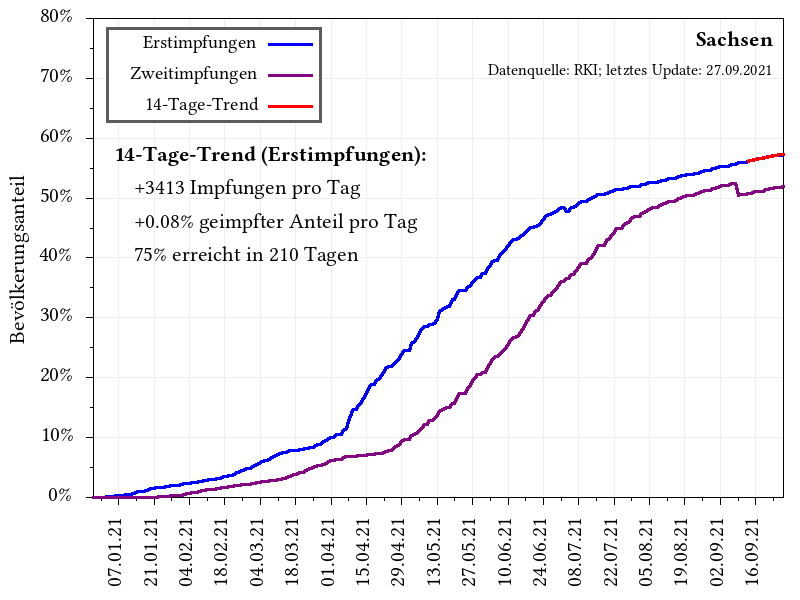 80%
70%
60%
50%
40%
30%
20%
10%
0%
Bevölkerungsanteil
Erstimpfungen
Zweitimpfungen
14-Tage-Trend
Sachsen
Datenquelle: RKI; letztes Update: 27.09.2021
14-Tage-Trend (Erstimpfungen):
+3413 Impfungen pro Tag
+0.08% geimpfter Anteil pro Tag
75% erreicht in 210 Tagen
07.01.21
21.01.21
04.02.21
18.02.21
04.03.21
18.03.21
01.04.21
15.04.21
29.04.21
13.05.21
27.05.21
10.06.21
24.06.21
08.07.21
22.07.21
05.08.21
19.08.21
02.09.21
16.09.21